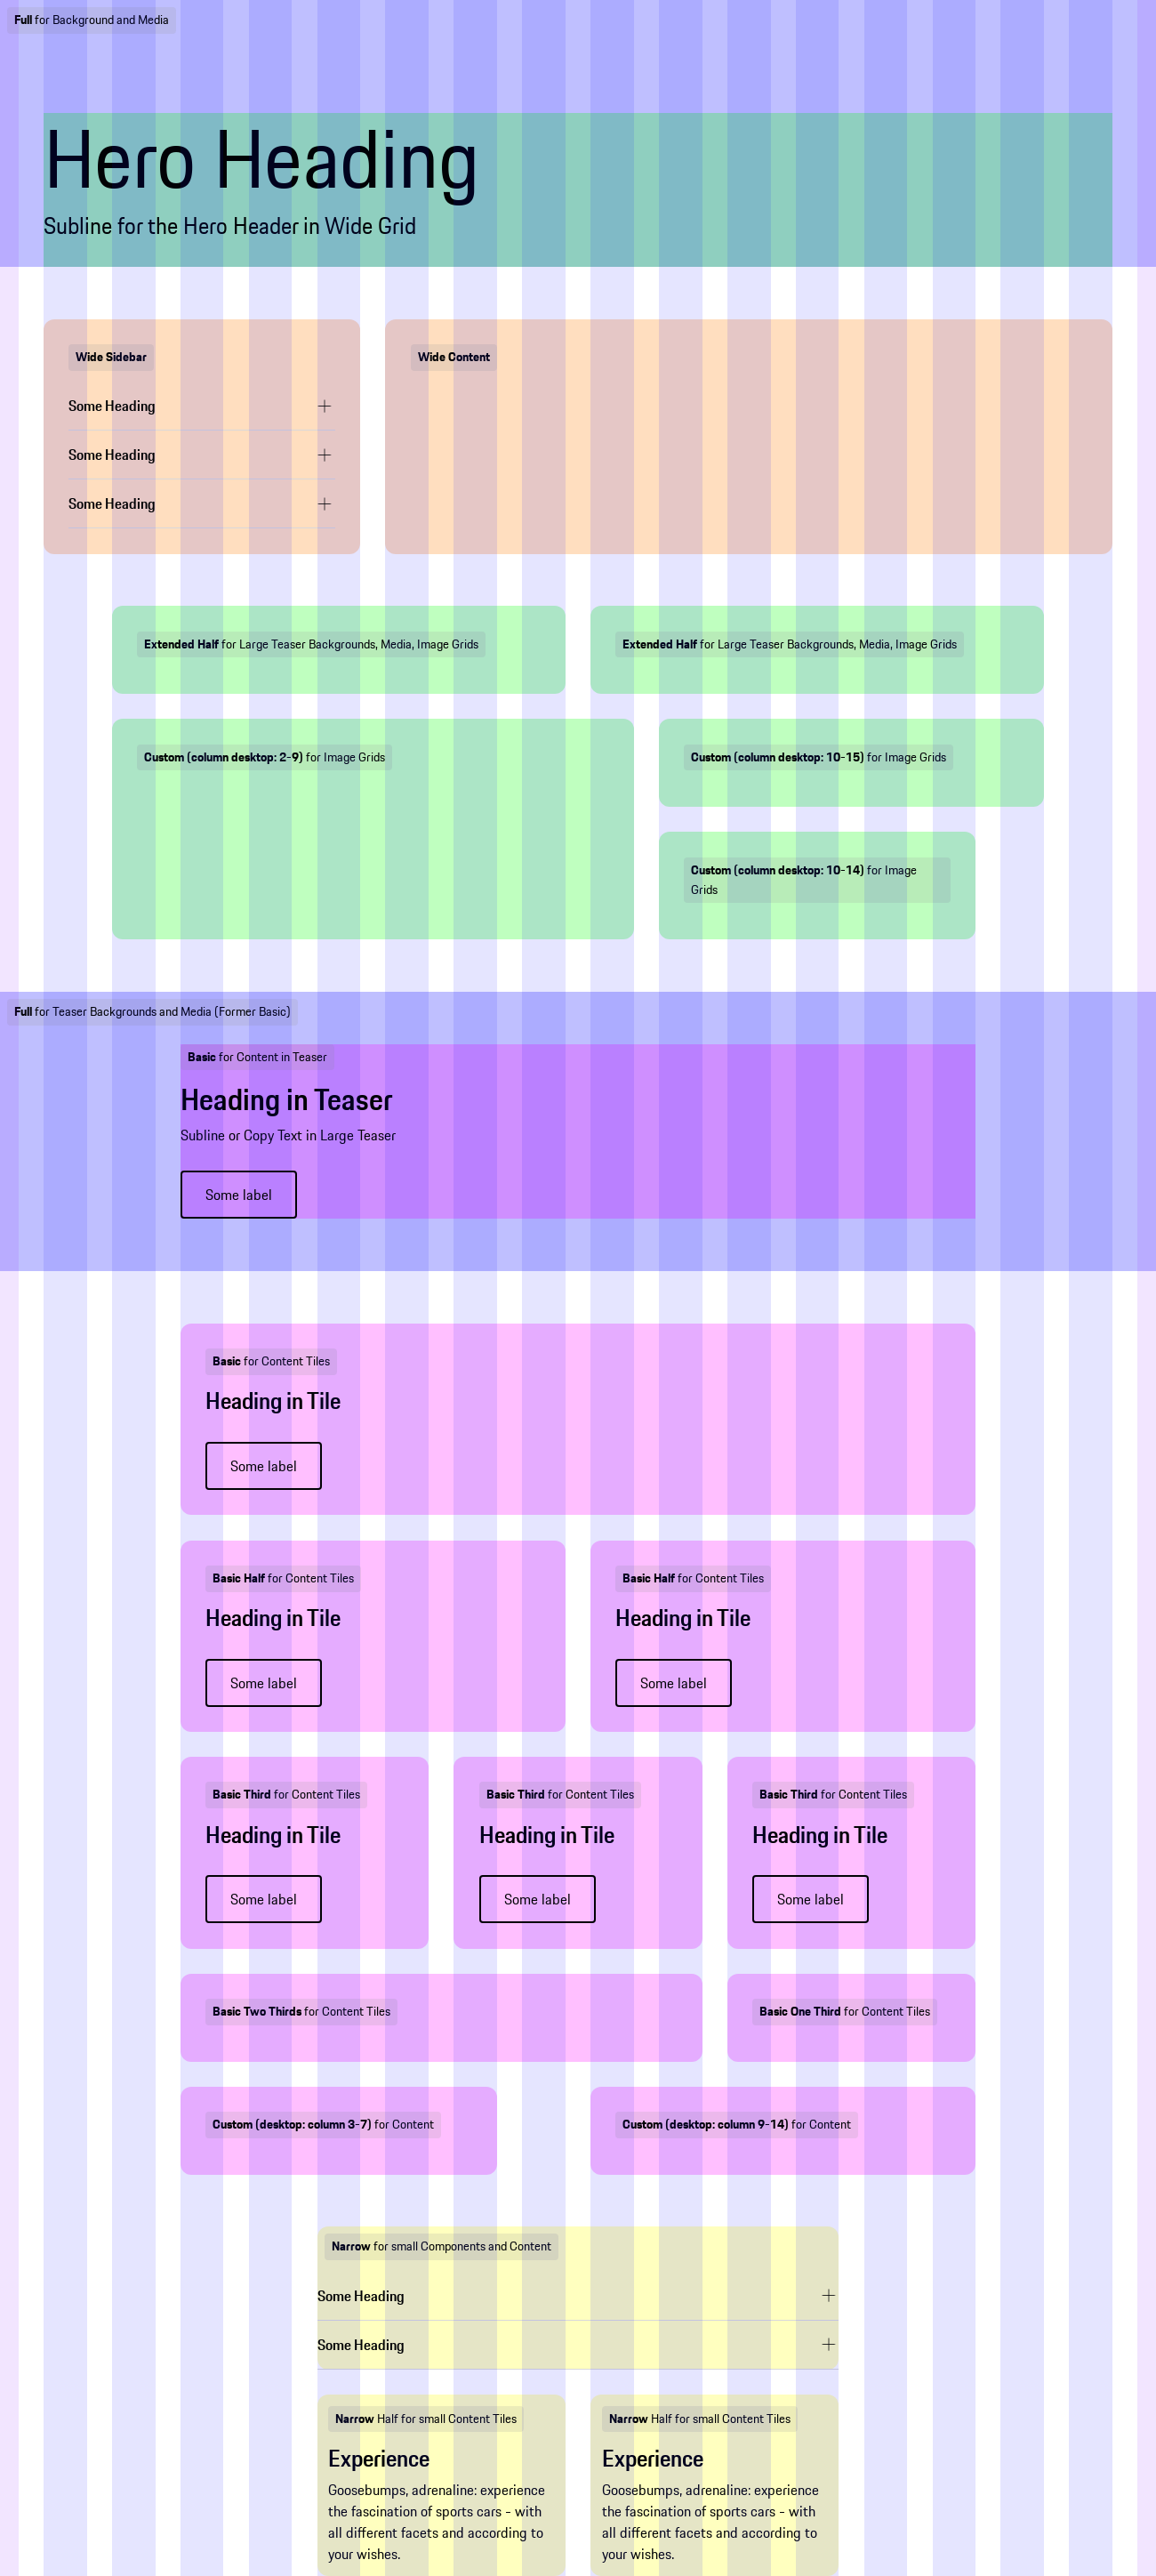 Full for Background and Media
Hero Heading
Subline for the Hero Header in Wide Grid
Wide Sidebar
Some Heading
Some Heading
Some Heading
Wide Content
Extended Half for Large Teaser Backgrounds, Media, Image Grids
Extended Half for Large Teaser Backgrounds, Media, Image Grids
Custom (column desktop: 2-9) for Image Grids
Custom (column desktop: 10-15) for Image Grids
Custom (column desktop: 10-14) for Image
Grids
Full for Teaser Backgrounds and Media (Former Basic)
Basic for Content in Teaser
Heading in Teaser
Subline or Copy Text in Large Teaser
Some label
Basic for Content Tiles
Heading in Tile
Some label
Basic Half for Content Tiles
Heading in Tile
Some label
Basic Half for Content Tiles
Heading in Tile
Some label
Basic Third for Content Tiles
Heading in Tile
Some label
Basic Third for Content Tiles
Heading in Tile
Some label
Basic Third for Content Tiles
Heading in Tile
Some label
Basic Two Thirds for Content Tiles
Basic One Third for Content Tiles
Custom (desktop: column 3-7) for Content
Custom (desktop: column 9-14) for Content
Narrow for small Components and Content
Some Heading
Some Heading
Narrow Half for small Content Tiles
Experience
Goosebumps, adrenaline: experience
the fascination of sports cars - with
all different facets and according to
your wishes.
Narrow Half for small Content Tiles
Experience
Goosebumps, adrenaline: experience
the fascination of sports cars - with
all different facets and according to
your wishes.